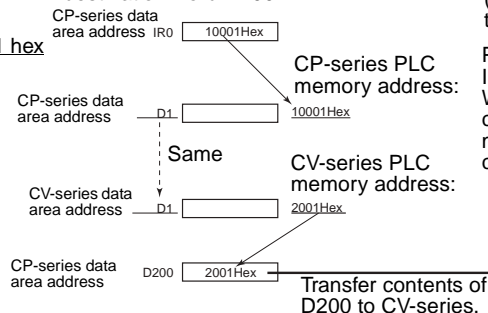 CP-series data
area address IR0 10001Hex
hex
CP-series PLC
memory address:
CP-series data
area address D1 10001Hex
Same
CV-series PLC
memory address:
CV-series data
area address D1 2001Hex
CP-series data
area address D200 2001Hex
Transfer contents of
D200 to CV-series.